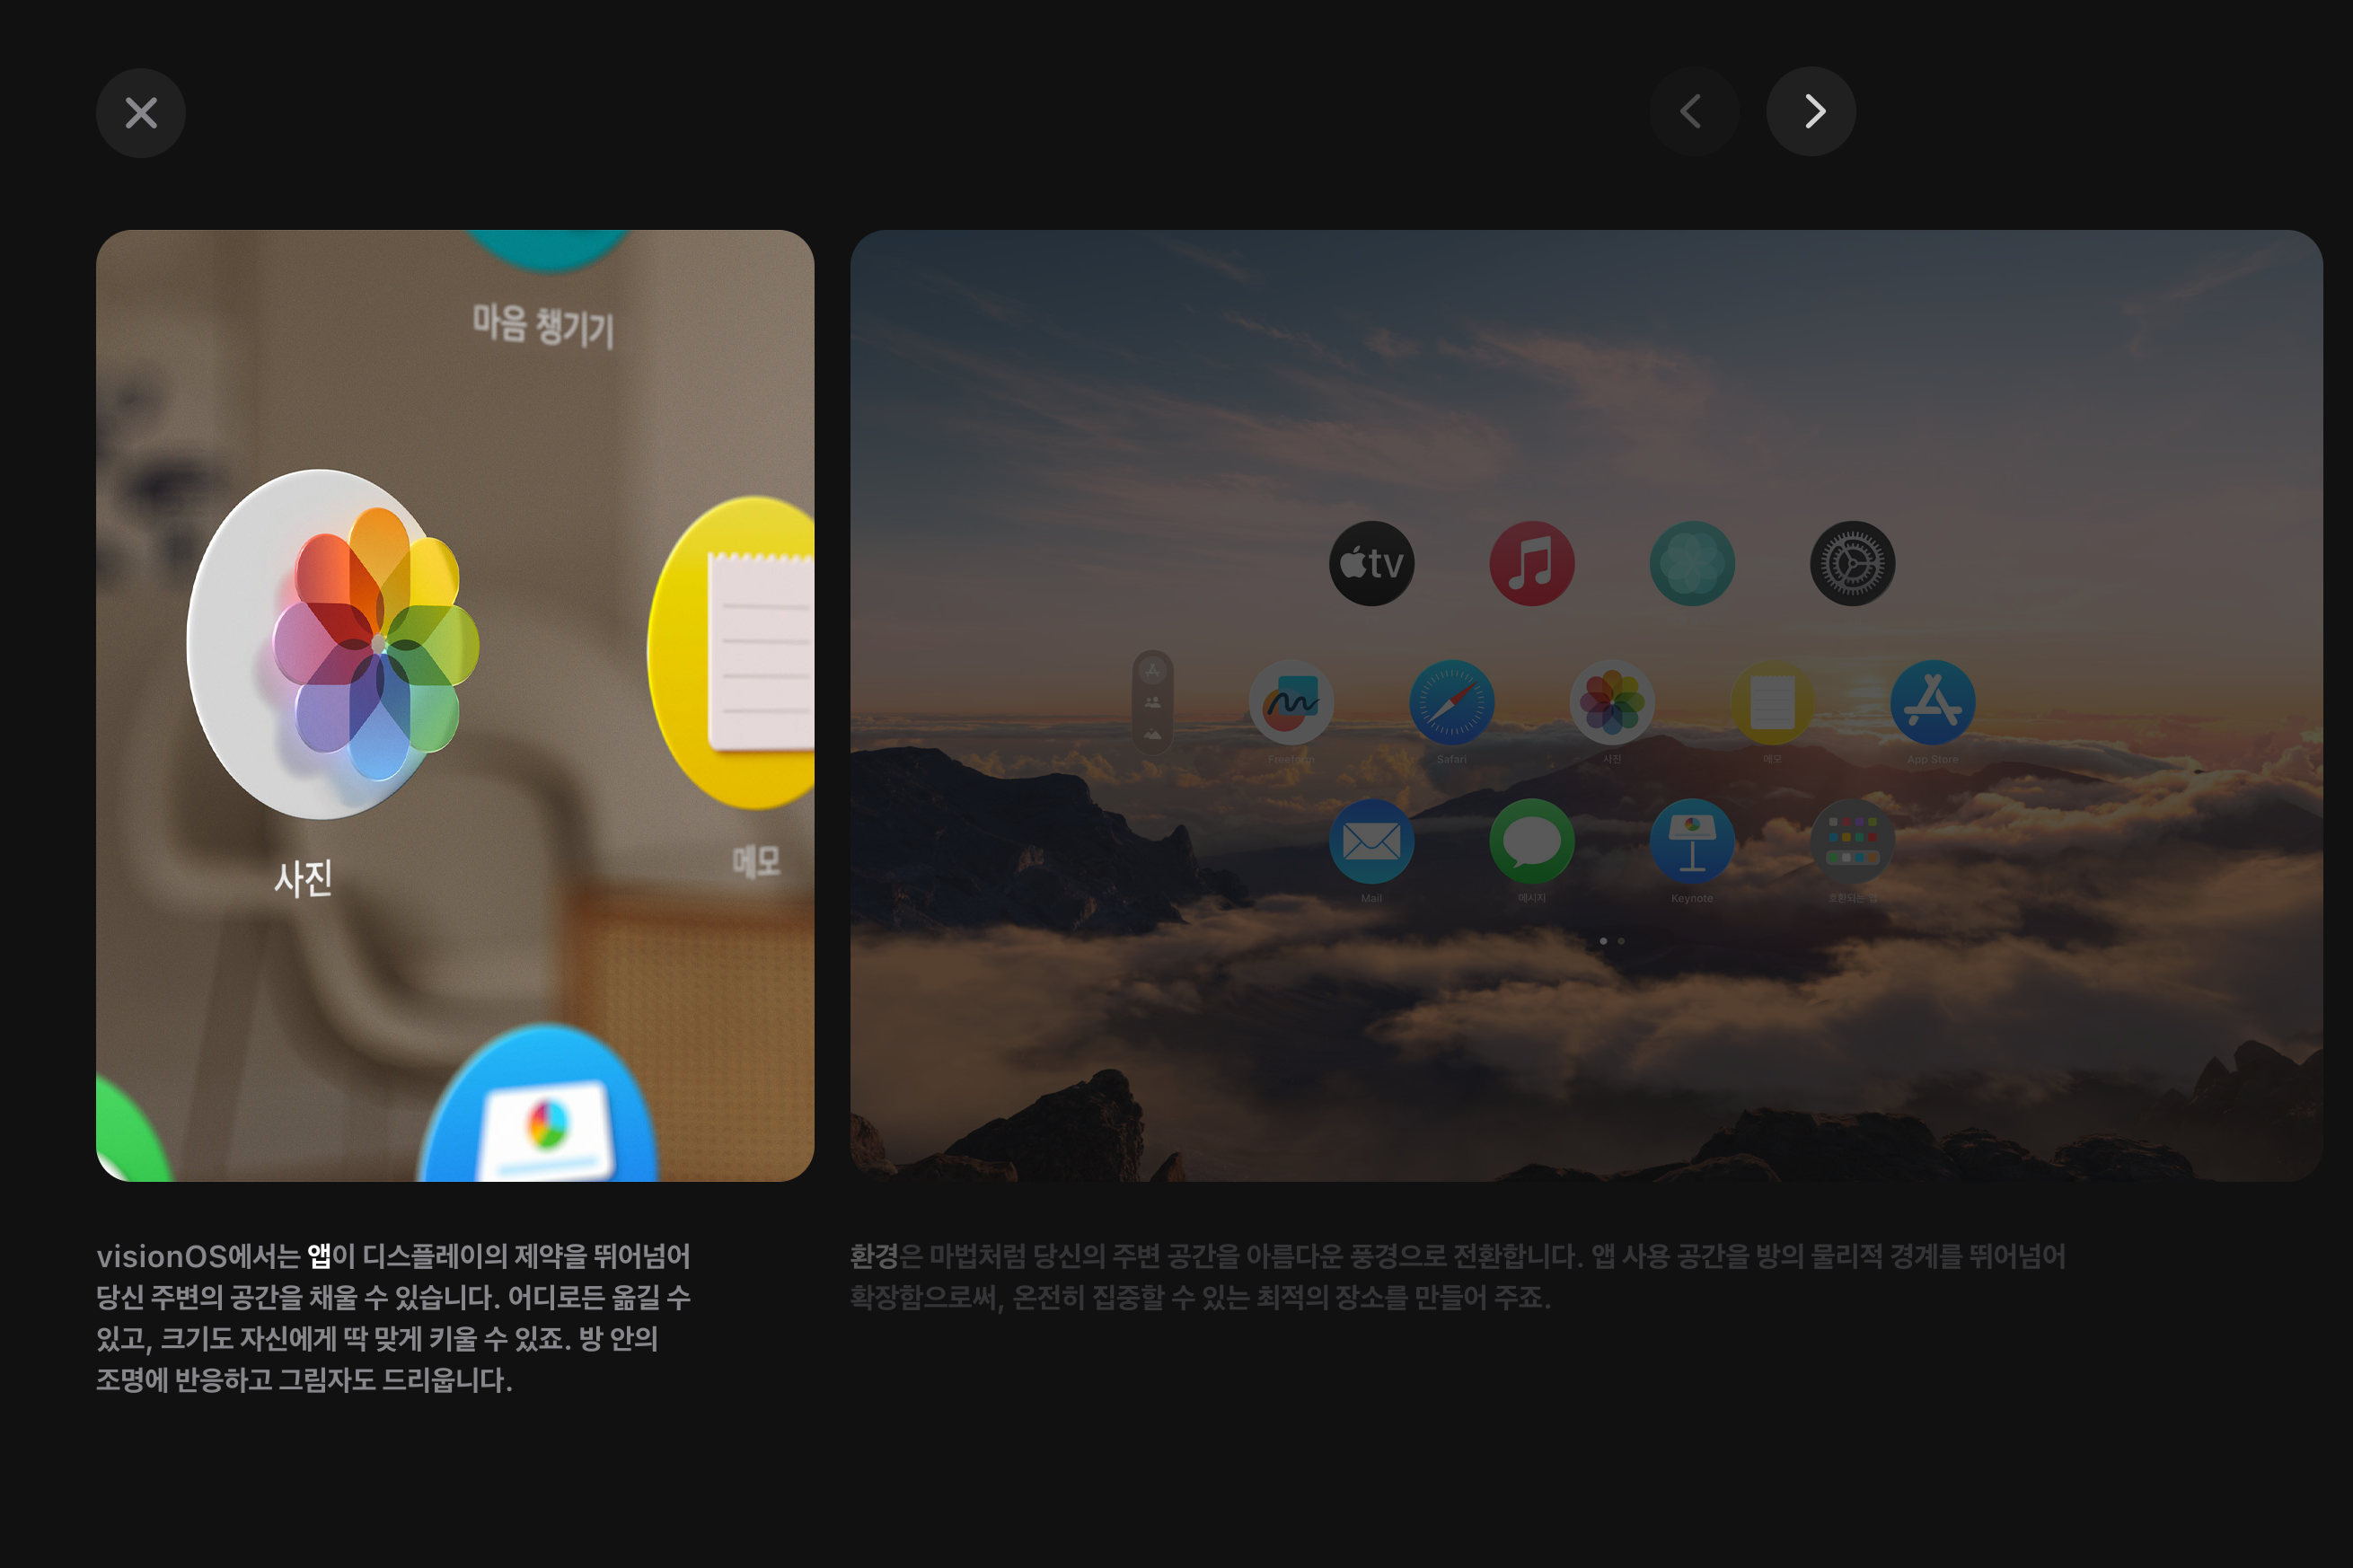 마음 챙기기
사진
메모
tv
Freeform
Safari
사진
메모
App Store
Mail
메시지
Keynote
호환되는 앱
visionOS에서는 앱이 디스플레이의 제약을 뛰어넘어
당신 주변의 공간을 채울 수 있습니다. 어디로든 옮길 수
있고, 크기도 자신에게 딱 맞게 키울 수 있죠. 방 안의
조명에 반응하고 그림자도 드리웁니다.
환경은 마법처럼 당신의 주변 공간을 아름다운 풍경으로 전환합니다. 앱 사용 공간을 방의 물리적 경계를 뛰어넘어
확장함으로써, 온전히 집중할 수 있는 최적의 장소를 만들어 주죠.